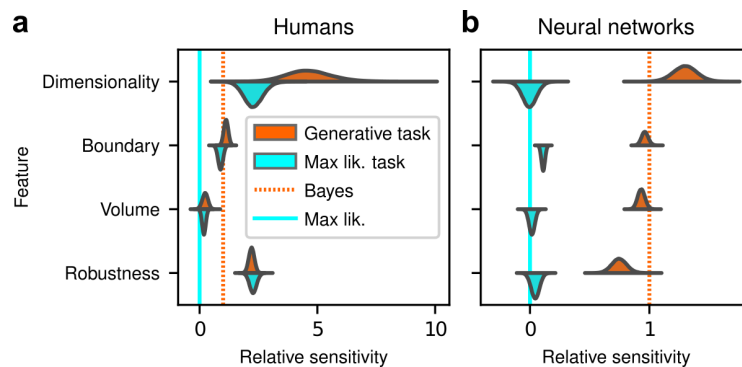 a
Humans
b
Neural networks
Feature
Dimensionality
Boundary
Volume
Robustness
Generative task
Max lik. task
Bayes
Max lik.
0
5
10
0
1
Relative sensitivity
Relative sensitivity